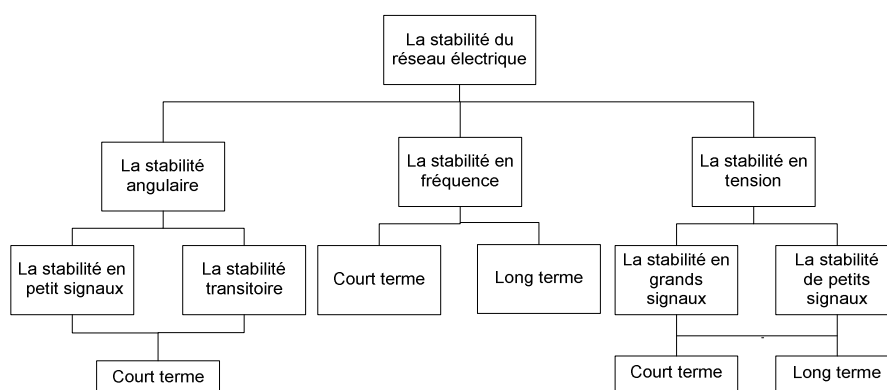 La stabilité du
réseau électrique
La stabilité
angulaire
La stabilité en
fréquence
La stabilité en
tension
La stabilité en
petit signaux
La stabilité
transitoire
Court terme
Long terme
La stabilité en
grands
signaux
La stabilité
de petits
signaux
Court terme
Court terme
Long terme